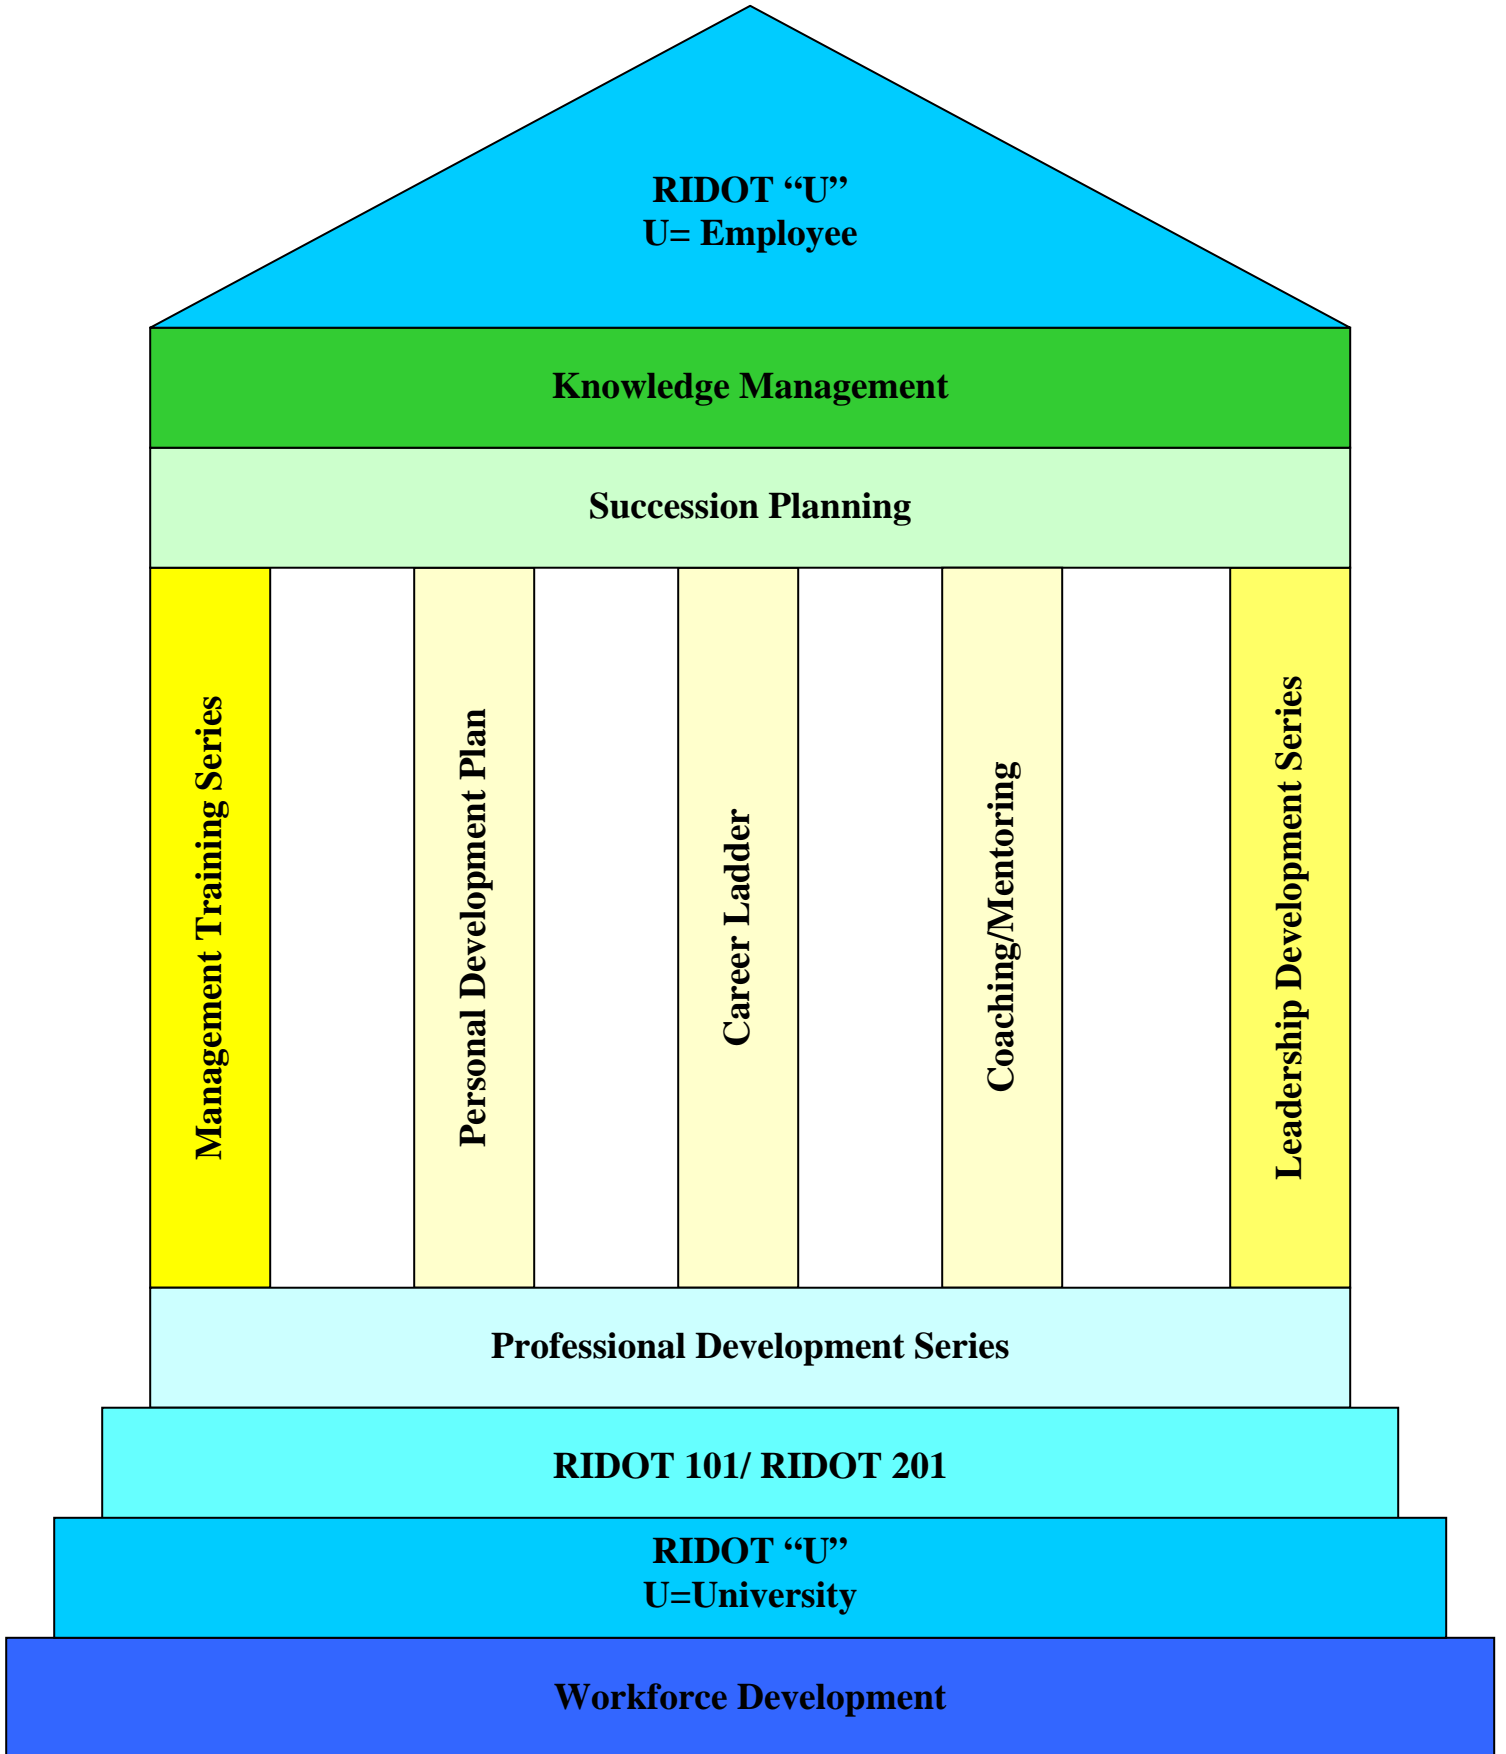 RIDOT “U”
U= Employee
Knowledge Management
Succession Planning
Management Training Series
Personal Development Plan
Career Ladder
Coaching/Mentoring
Leadership Development Series
Professional Development Series
RIDOT 101/ RIDOT 201
RIDOT “U”
U=University
Workforce Development